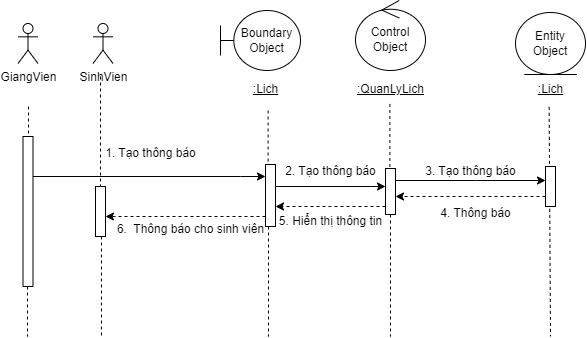 Boundary
Object
Control
Object
Entity
Object
GiangVien
SinhVien
:Lich
:QuanLyLich
:Lich
1. Tạo thông báo
2. Tạo thông báo
3. Tạo thông báo
4. Thông báo
5. Hiển thị thông tin
6. Thông báo cho sinh viên